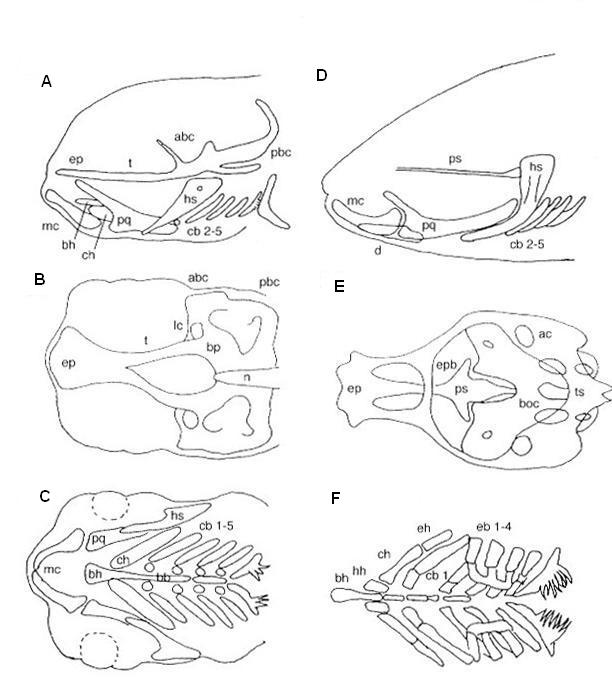 A
abc
ep
t
pbc
hs
mc
pq
bh
ch
cb 2-5
D
ps
hs
mc
pq
d
cb 2-5
B
abc
pbc
lc
t
bp
ep
n
E
ac
epb
ep
ps
boc
ts
C
hs
cb 1-5
pq
ch
mc
bh
bb
F
eh
eb 1-4
ch
hh
cb 1
bh